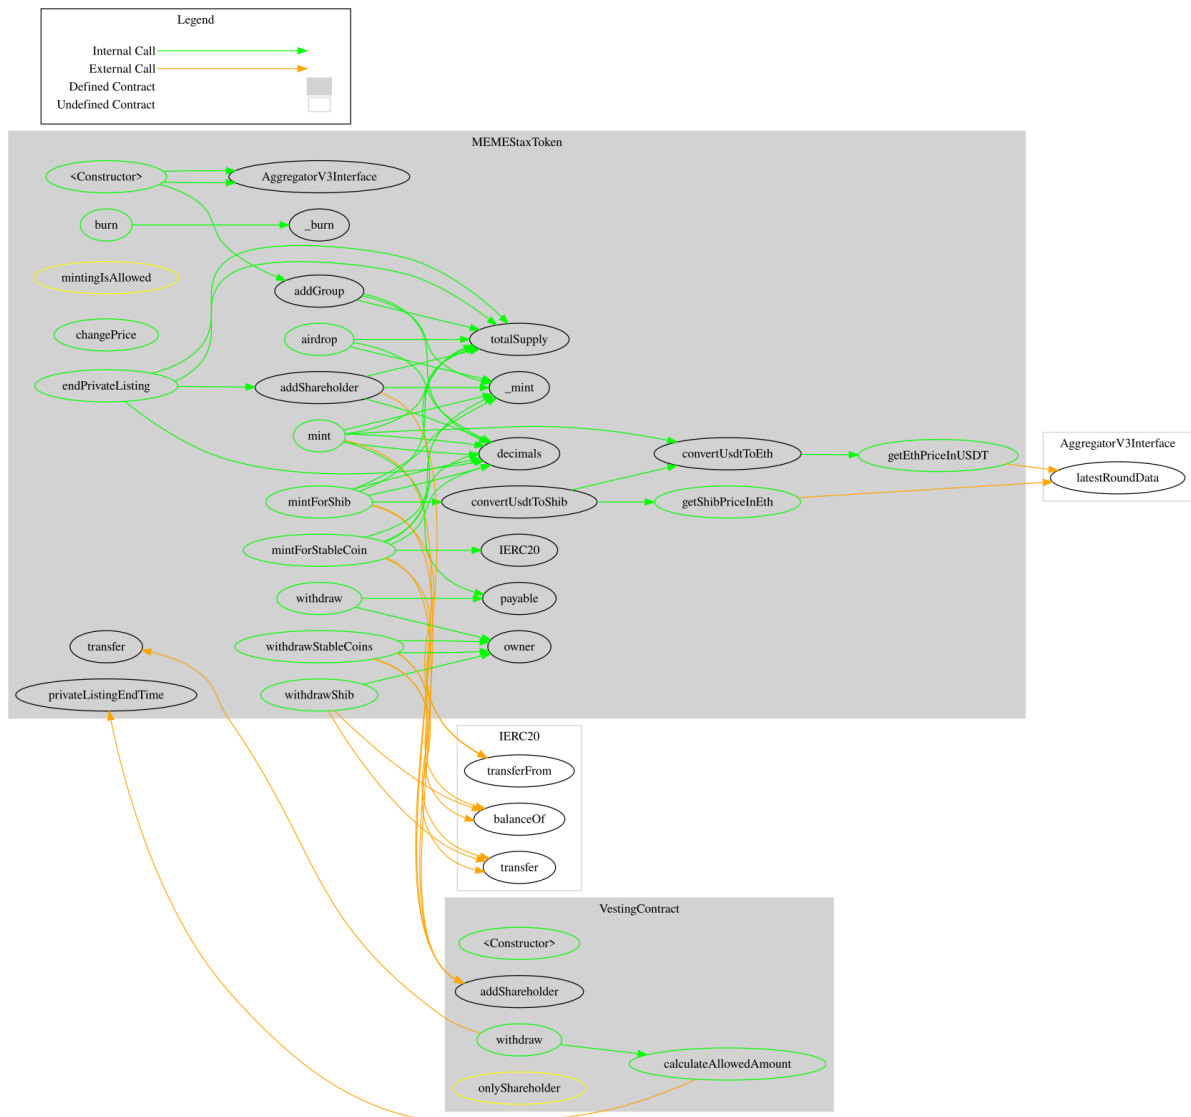 Legend
Internal Call
External Call
Defined Contract
Undefined Contract
MEMEStaxToken
<Constructor>
AggregatorV3Interface
burn
_burn
mintingIsAllowed
addGroup
changePrice
airdrop
totalSupply
endPrivateListing
addShareholder
_mint
mint
decimals
convertUsdtToEth
getEthPriceInUSDT
AggregatorV3Interface
latestRoundData
mintForShib
convertUsdtToShib
getShibPriceInEth
mintForStableCoin
IERC20
withdraw
payable
transfer
withdrawStableCoins
owner
privateListingEndTime
withdrawShib
IERC20
transferFrom
balanceOf
transfer
VestingContract
<Constructor>
addShareholder
withdraw
calculateAllowedAmount
onlyShareholder